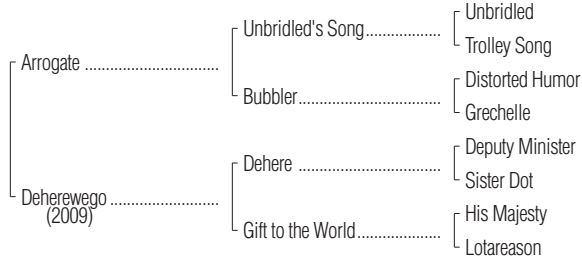 Unbridled
Unbridled's Song
Trolley Song
Arrogate
Distorted Humor
Bubbler
Grechelle
Deputy Minister
Dehere
Sister Dot
Deherewego
(2009)
His Majesty
Gift to the World
Lotareason